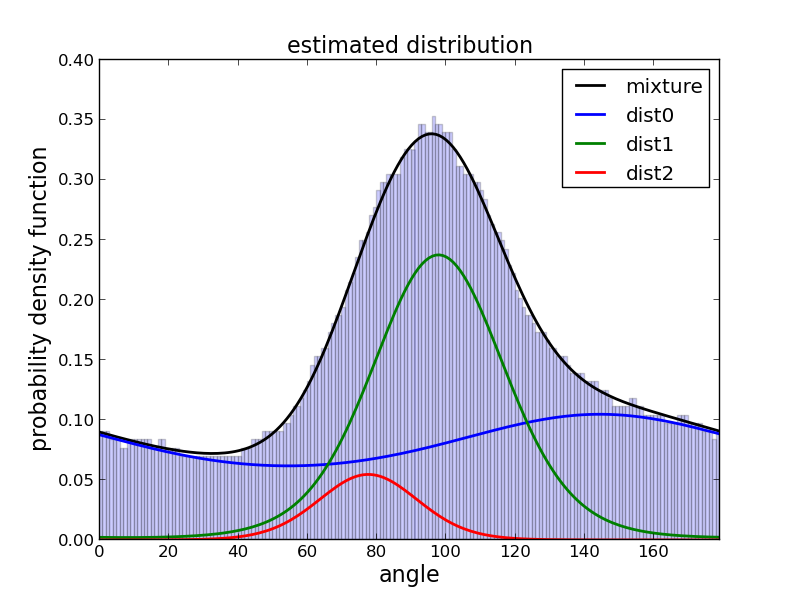 estimated distribution
mixture
dist0
dist1
dist2
probability density function
0.40
0.35
0.30
0.25
0.20
0.15
0.10
0.05
0.00
0 20 40 60 80 100 120 140 160
angle